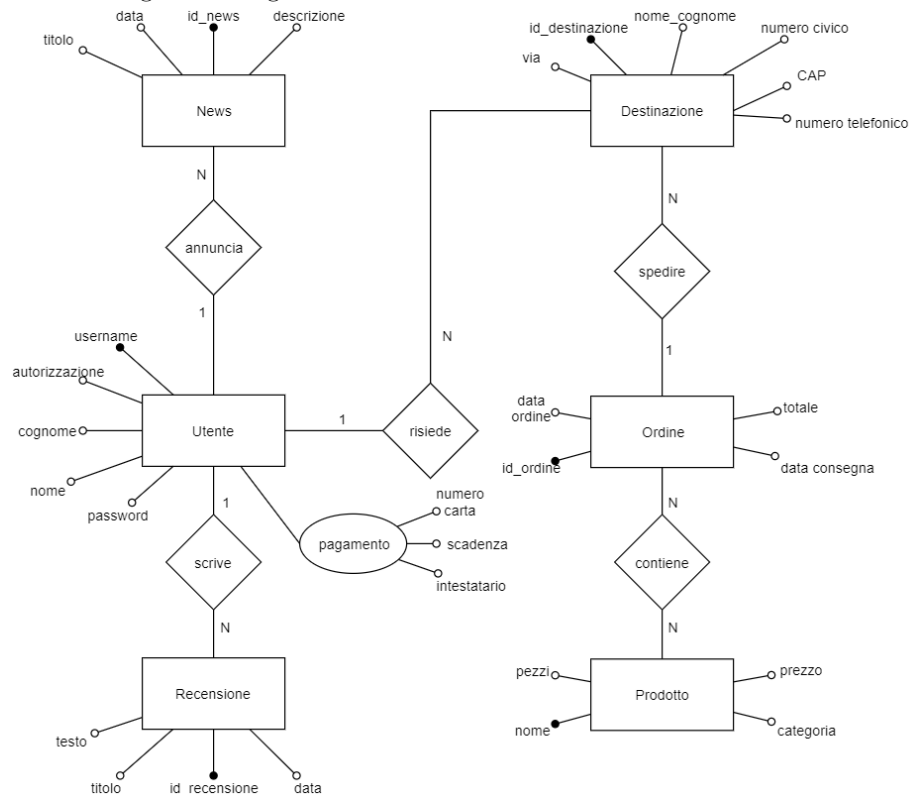 id_news
data
descrizione
titolo
News
N
annuncia
1
nome_cognome
id_destinazione
numero civico
via
CAP
numero telefonico
Destinazione
N
spedire
1
username
autorizzazione
cognome
nome
password
Utente
1
risiede
N
data
ordine
totale
id_ordine
data consegna
Ordine
N
contiene
N
1
scrive
N
pagamento
numero
carta
scadenza
intestatario
Recensione
testo
titolo
id_recensione
data
pezzi
prezzo
nome
categoria
Prodotto